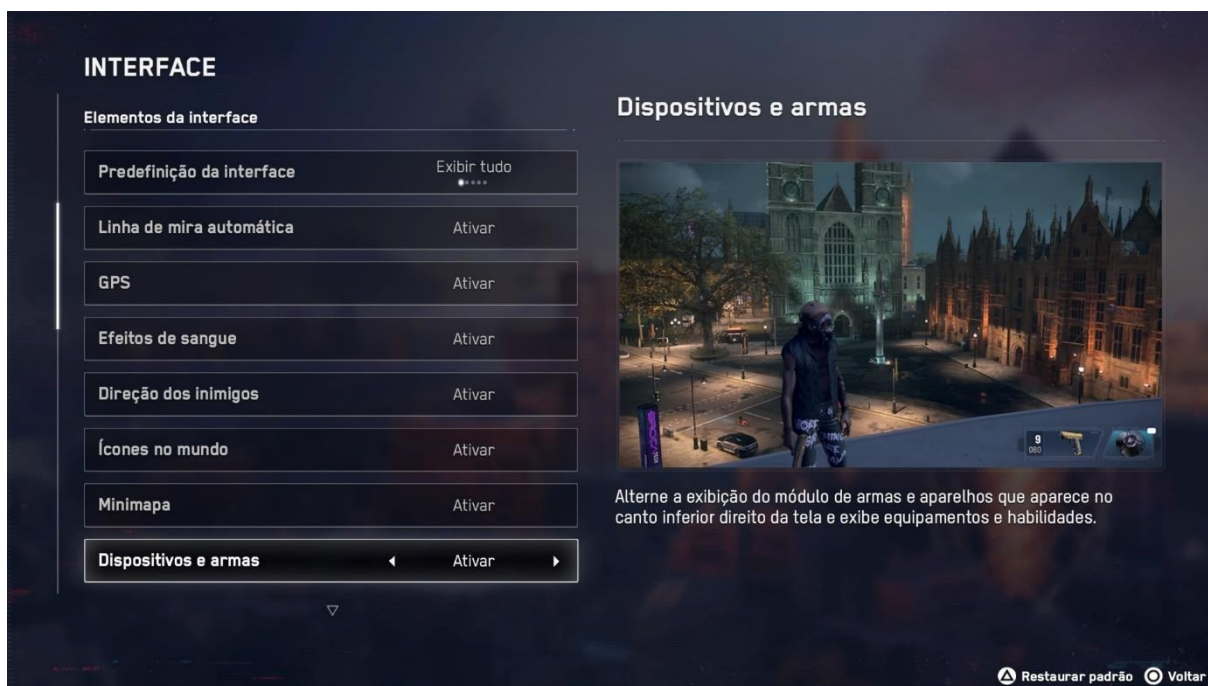 INTERFACE
Elementos da interface
Predefinição da interface
Exibir tudo
Linha de mira automática
Ativar
GPS
Ativar
Efeitos de sangue
Ativar
Direção dos inimigos
Ativar
Ícones no mundo
Ativar
Minimapa
Ativar
Dispositivos e armas
Ativar
Dispositivos e armas
9
060
Alterne a exibição do módulo de armas e aparelhos que aparece no
canto inferior direito da tela e exibe equipamentos e habilidades.
Restaurar padrão
Voltar